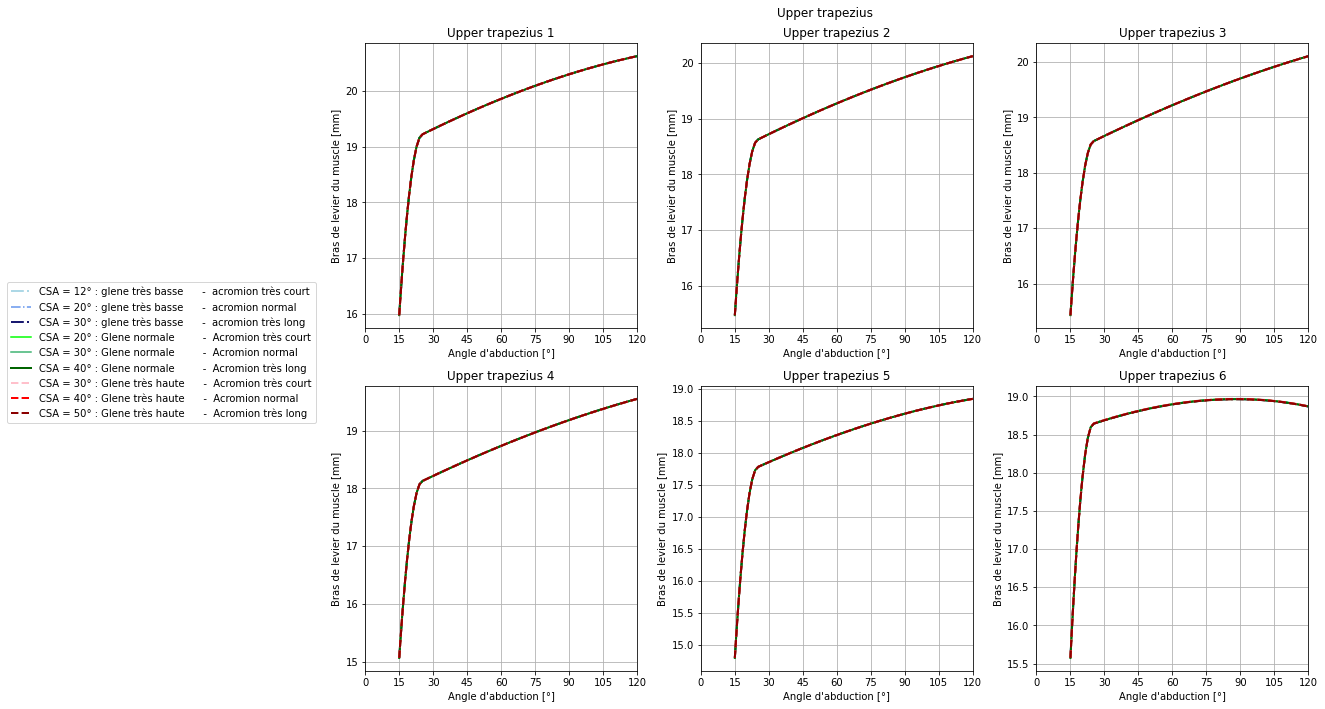 Upper trapezius
Upper trapezius 1
Upper trapezius 2
Upper trapezius 3
Bras de levier du muscle [mm]
20
19
18
17
16
0 15 30 45 60 75 90 105 120
Angle d'abduction [°]
Bras de levier du muscle [mm]
20
19
18
17
16
0 15 30 45 60 75 90 105 120
Angle d'abduction [°]
Bras de levier du muscle [mm]
20
19
18
17
16
0 15 30 45 60 75 90 105 120
Angle d'abduction [°]
CSA = 12° : glene très basse - acromion très court
CSA = 20° : glene très basse - acromion normal
CSA = 30° : glene très basse - acromion très long
CSA = 20° : Glene normale - Acromion très court
CSA = 30° : Glene normale - Acromion normal
CSA = 40° : Glene normale - Acromion très long
CSA = 30° : Glene très haute - Acromion très court
CSA = 40° : Glene très haute - Acromion normal
CSA = 50° : Glene très haute - Acromion très long
Upper trapezius 4
Upper trapezius 5
Upper trapezius 6
Bras de levier du muscle [mm]
19
18
17
16
15
0 15 30 45 60 75 90 105 120
Angle d'abduction [°]
Bras de levier du muscle [mm]
19.0
18.5
18.0
17.5
17.0
16.5
16.0
15.5
15.0
0 15 30 45 60 75 90 105 120
Angle d'abduction [°]
Bras de levier du muscle [mm]
19.0
18.5
18.0
17.5
17.0
16.5
16.0
15.5
0 15 30 45 60 75 90 105 120
Angle d'abduction [°]